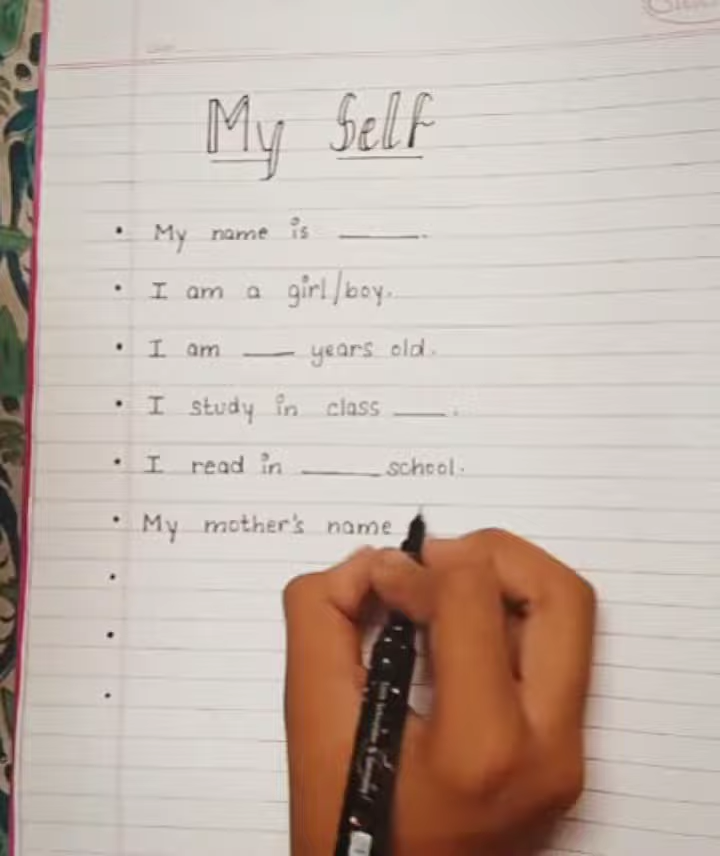 My Self
• My name is ______.
• I am a girl/boy.
• I am ____ years old.
• I study in class ____.
• I read in ______ school.
• My mother's name
•
•
•